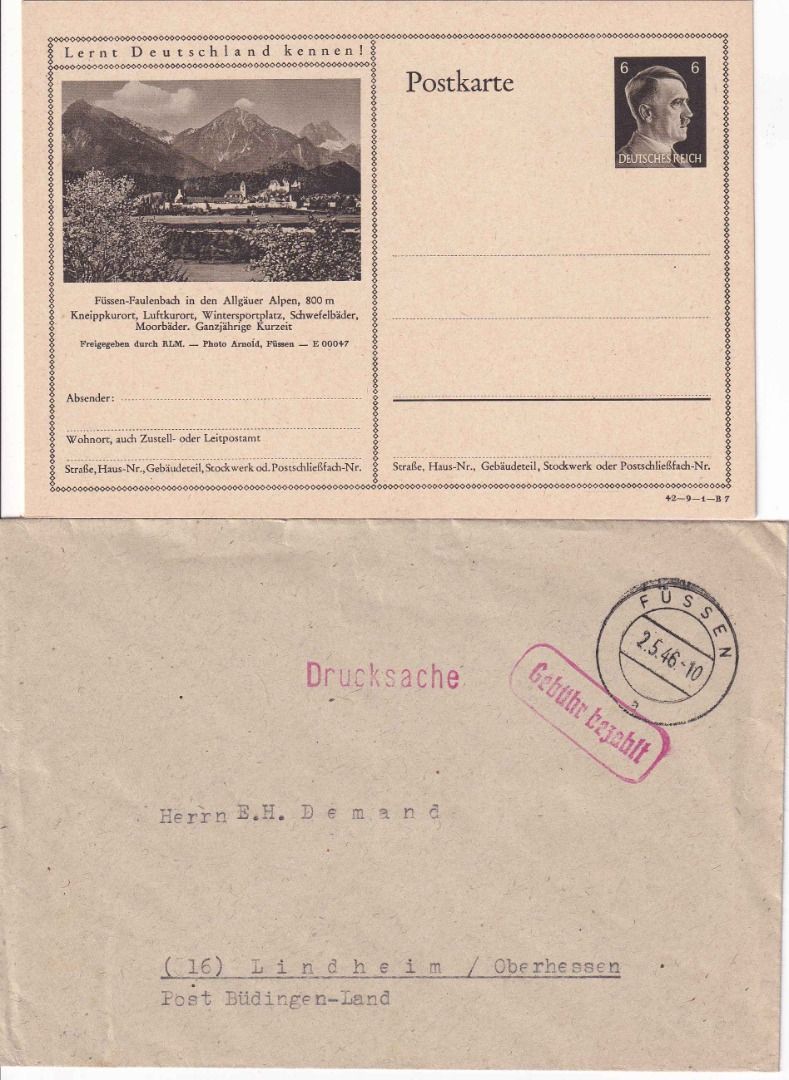 Lernt Deutschland kennen!
Füssen-Faulenbach in den Allgäuer Alpen, 800 m
Kneippkurort, Luftkurort, Wintersportplatz, Schwefelbäder,
Moorbäder. Ganzjährige Kurzeit
Freigegeben durch RLM. — Photo Arnold, Füssen — E 00047
Absender:
Wohnort, auch Zustell- oder Leitpostamt
Straße, Haus-Nr., Gebäudeteil, Stockwerk od. Postschließfach-Nr.
Postkarte
6 6
DEUTSCHES REICH
Straße, Haus-Nr., Gebäudeteil, Stockwerk oder Postschließfach-Nr.
42—9—1—B 7
FÜSSEN
2.5.46.-10
a
Drucksache
Gebühr bezahlt
Herrn E.H. Demand
(16) Lindheim / Oberhessen
Post Büdingen-Land